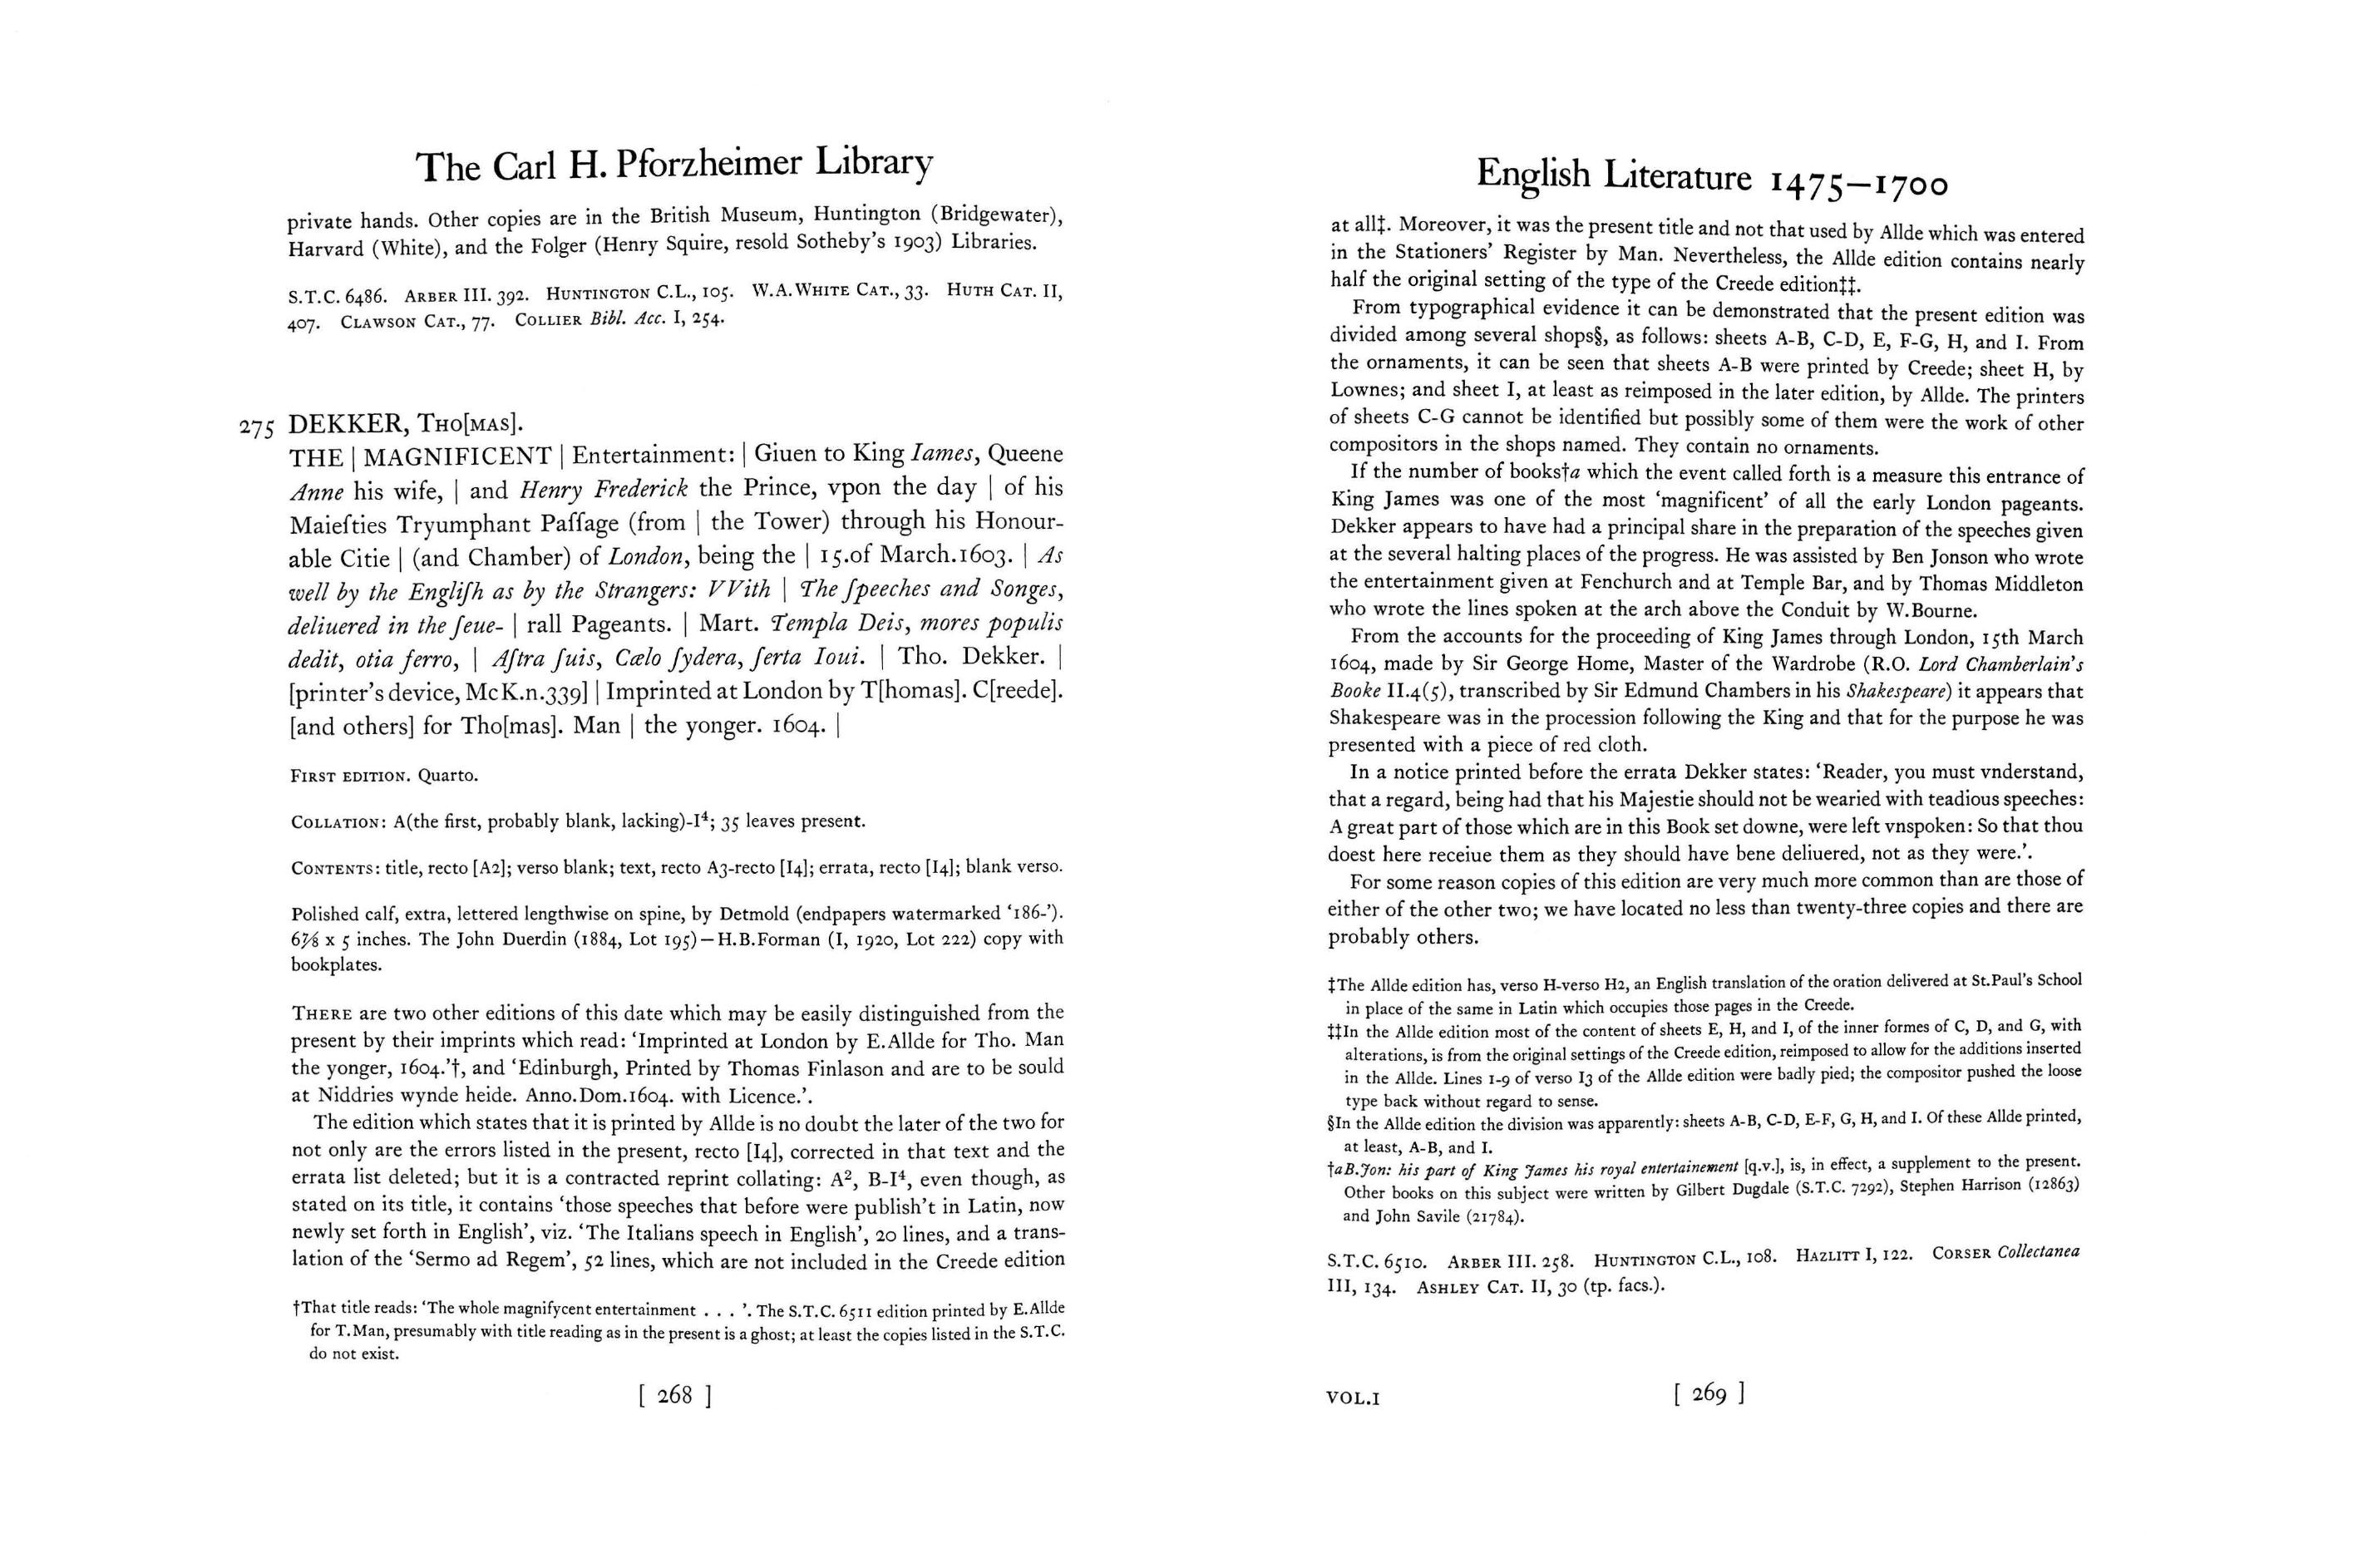 The Carl H. Pforzheimer Library
private hands. Other copies are in the British Museum, Huntington (Bridgewater),
Harvard (White), and the Folger (Henry Squire, resold Sotheby's 1903) Libraries.
S.T.C. 6486. ARBER III. 392. HUNTINGTON C.L., 105. W.A.WHITE CAT., 33. HUTH CAT. II,
407. CLAWSON CAT., 77. COLLIER Bibl. Acc. I, 254.
275 DEKKER, THO[MAS].
THE | MAGNIFICENT | Entertainment: | Giuen to King Iames, Queene
Anne his wife, | and Henry Frederick the Prince, vpon the day | of his
Maieſties Tryumphant Paſſage (from | the Tower) through his Honour-
able Citie | (and Chamber) of London, being the | 15.of March.1603. | As
well by the Engliſh as by the Strangers: VVith | The ſpeeches and Songes,
deliuered in the ſeue- | rall Pageants. | Mart. Templa Deis, mores populis
dedit, otia ferro, | Aſtra ſuis, Cælo ſydera, ſerta Ioui. | Tho. Dekker. |
[printer's device, McK.n.339] | Imprinted at London by T[homas]. C[reede].
[and others] for Tho[mas]. Man | the yonger. 1604. |
FIRST EDITION. Quarto.
COLLATION: A(the first, probably blank, lacking)-I⁴; 35 leaves present.
CONTENTS: title, recto [A2]; verso blank; text, recto A3-recto [I4]; errata, recto [I4]; blank verso.
Polished calf, extra, lettered lengthwise on spine, by Detmold (endpapers watermarked '186-').
6⅞ x 5 inches. The John Duerdin (1884, Lot 195)—H.B.Forman (I, 1920, Lot 222) copy with
bookplates.
THERE are two other editions of this date which may be easily distinguished from the
present by their imprints which read: 'Imprinted at London by E.Allde for Tho. Man
the yonger, 1604.'†, and 'Edinburgh, Printed by Thomas Finlason and are to be sould
at Niddries wynde heide. Anno.Dom.1604. with Licence.'.
The edition which states that it is printed by Allde is no doubt the later of the two for
not only are the errors listed in the present, recto [I4], corrected in that text and the
errata list deleted; but it is a contracted reprint collating: A², B-I⁴, even though, as
stated on its title, it contains 'those speeches that before were publish't in Latin, now
newly set forth in English', viz. 'The Italians speech in English', 20 lines, and a trans-
lation of the 'Sermo ad Regem', 52 lines, which are not included in the Creede edition
†That title reads: 'The whole magnifycent entertainment . . . '. The S.T.C. 6511 edition printed by E.Allde
for T.Man, presumably with title reading as in the present is a ghost; at least the copies listed in the S.T.C.
do not exist.
[ 268 ]
English Literature 1475—1700
at all‡. Moreover, it was the present title and not that used by Allde which was entered
in the Stationers' Register by Man. Nevertheless, the Allde edition contains nearly
half the original setting of the type of the Creede edition‡‡.
From typographical evidence it can be demonstrated that the present edition was
divided among several shops§, as follows: sheets A-B, C-D, E, F-G, H, and I. From
the ornaments, it can be seen that sheets A-B were printed by Creede; sheet H, by
Lownes; and sheet I, at least as reimposed in the later edition, by Allde. The printers
of sheets C-G cannot be identified but possibly some of them were the work of other
compositors in the shops named. They contain no ornaments.
If the number of books†a which the event called forth is a measure this entrance of
King James was one of the most 'magnificent' of all the early London pageants.
Dekker appears to have had a principal share in the preparation of the speeches given
at the several halting places of the progress. He was assisted by Ben Jonson who wrote
the entertainment given at Fenchurch and at Temple Bar, and by Thomas Middleton
who wrote the lines spoken at the arch above the Conduit by W.Bourne.
From the accounts for the proceeding of King James through London, 15th March
1604, made by Sir George Home, Master of the Wardrobe (R.O. Lord Chamberlain's
Booke II.4(5), transcribed by Sir Edmund Chambers in his Shakespeare) it appears that
Shakespeare was in the procession following the King and that for the purpose he was
presented with a piece of red cloth.
In a notice printed before the errata Dekker states: 'Reader, you must vnderstand,
that a regard, being had that his Majestie should not be wearied with teadious speeches:
A great part of those which are in this Book set downe, were left vnspoken: So that thou
doest here receiue them as they should have bene deliuered, not as they were.'.
For some reason copies of this edition are very much more common than are those of
either of the other two; we have located no less than twenty-three copies and there are
probably others.
‡The Allde edition has, verso H-verso H2, an English translation of the oration delivered at St.Paul's School
in place of the same in Latin which occupies those pages in the Creede.
‡‡In the Allde edition most of the content of sheets E, H, and I, of the inner formes of C, D, and G, with
alterations, is from the original settings of the Creede edition, reimposed to allow for the additions inserted
in the Allde. Lines 1-9 of verso I3 of the Allde edition were badly pied; the compositor pushed the loose
type back without regard to sense.
§In the Allde edition the division was apparently: sheets A-B, C-D, E-F, G, H, and I. Of these Allde printed,
at least, A-B, and I.
†aB.Jon: his part of King James his royal entertainement [q.v.], is, in effect, a supplement to the present.
Other books on this subject were written by Gilbert Dugdale (S.T.C. 7292), Stephen Harrison (12863)
and John Savile (21784).
S.T.C. 6510. ARBER III. 258. HUNTINGTON C.L., 108. HAZLITT I, 122. CORSER Collectanea
III, 134. ASHLEY CAT. II, 30 (tp. facs.).
VOL.I
[ 269 ]